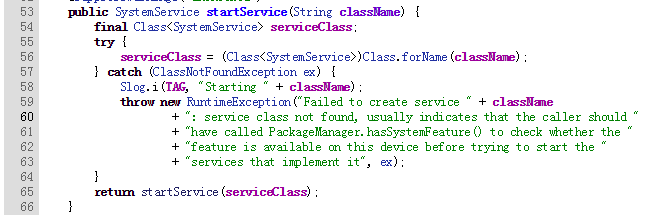 53 public SystemService startService(String className) {
54 final Class<SystemService> serviceClass;
55 try {
56 serviceClass = (Class<SystemService>)Class.forName(className);
57 } catch (ClassNotFoundException ex) {
58 Slog.i(TAG, "Starting " + className);
59 throw new RuntimeException("Failed to create service " + className
60 + ": service class not found, usually indicates that the caller should "
61 + "have called PackageManager.hasSystemFeature() to check whether the "
62 + "feature is available on this device before trying to start the "
63 + "services that implement it", ex);
64 }
65 return startService(serviceClass);
66 }